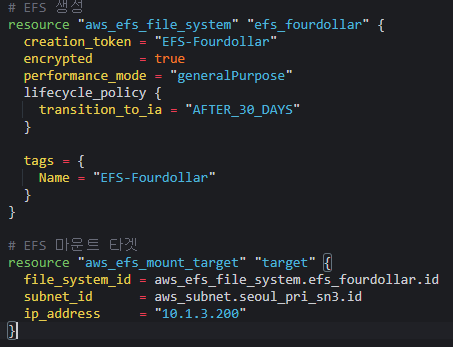 # EFS 생성
resource "aws_efs_file_system" "efs_fourdollar" {
  creation_token = "EFS-Fourdollar"
  encrypted      = true
  performance_mode = "generalPurpose"
  lifecycle_policy {
    transition_to_ia = "AFTER_30_DAYS"
  }

  tags = {
    Name = "EFS-Fourdollar"
  }
}

# EFS 마운트 타겟
resource "aws_efs_mount_target" "target" {
  file_system_id = aws_efs_file_system.efs_fourdollar.id
  subnet_id      = aws_subnet.seoul_pri_sn3.id
  ip_address     = "10.1.3.200"
}